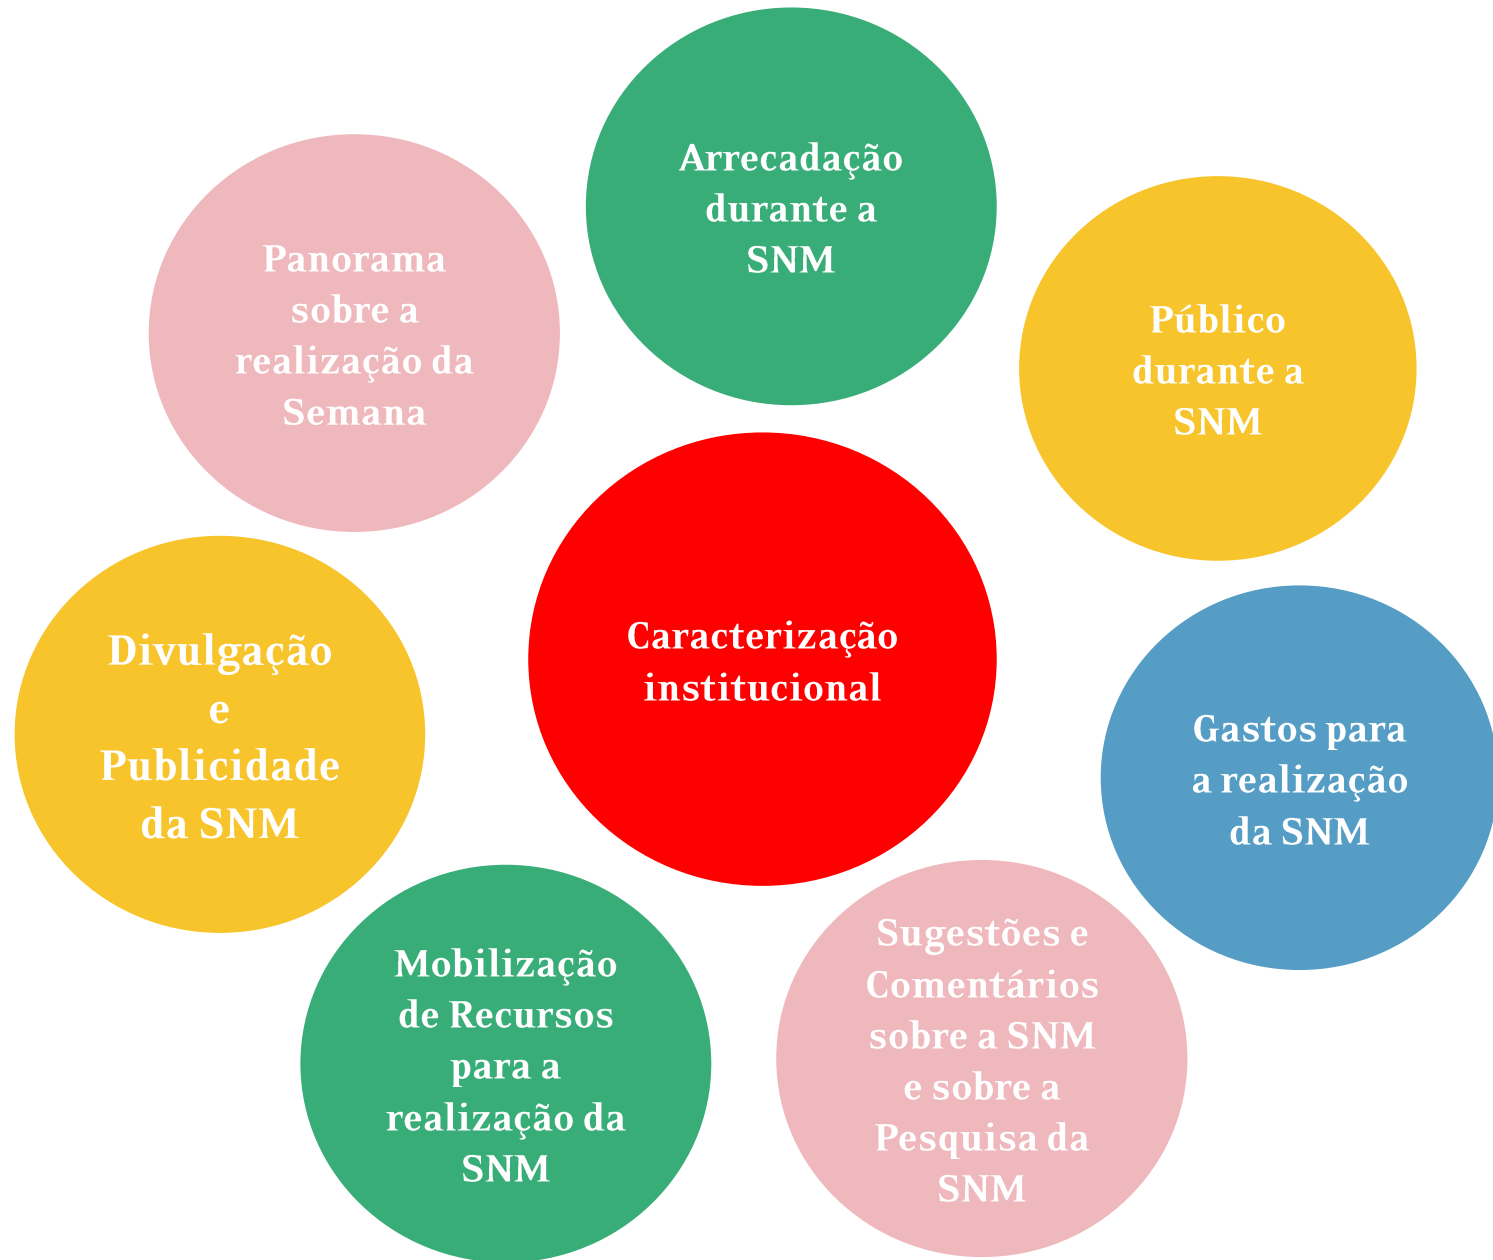 Arrecadação
durante a
SNM
Panorama
sobre a
realização da
Semana
Público
durante a
SNM
Caracterização
institucional
Divulgação
e
Publicidade
da SNM
Gastos para
a realização
da SNM
Mobilização
de Recursos
para a
realização da
SNM
Sugestões e
Comentários
sobre a SNM
e sobre a
Pesquisa da
SNM